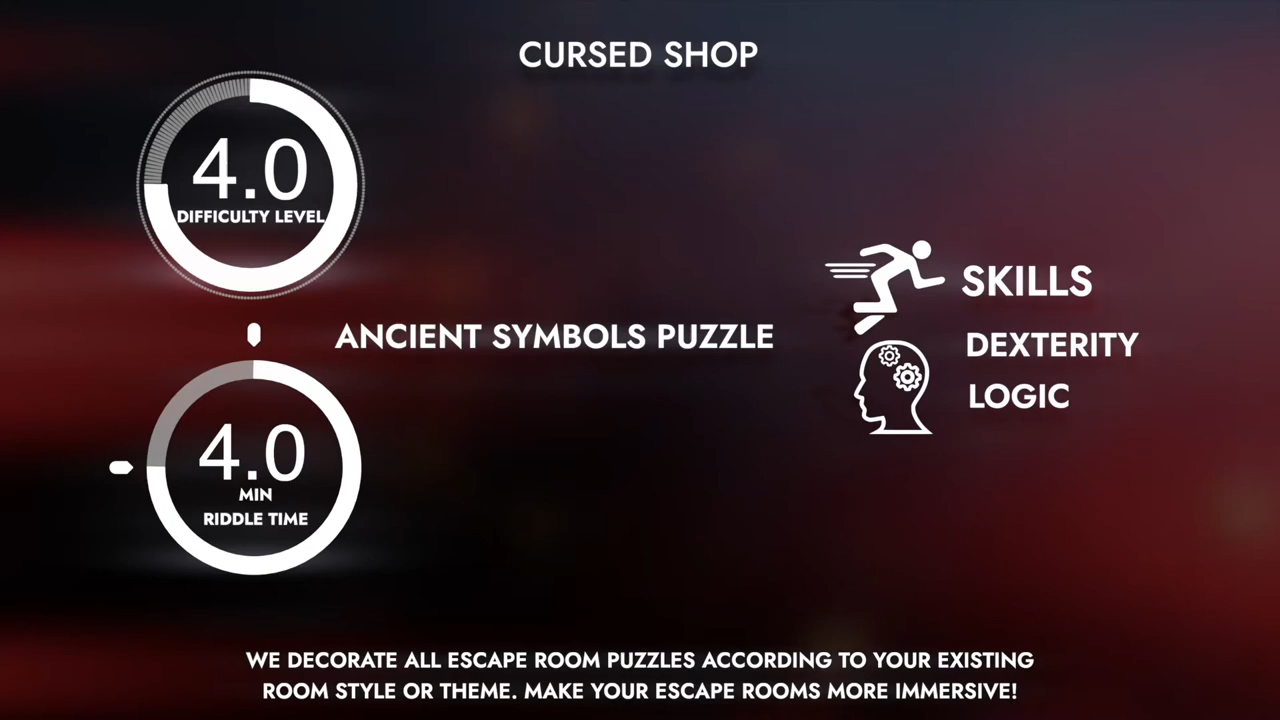 CURSED SHOP
4.0
DIFFICULTY LEVEL
ANCIENT SYMBOLS PUZZLE
4.0
MIN
RIDDLE TIME
SKILLS
DEXTERITY
LOGIC
WE DECORATE ALL ESCAPE ROOM PUZZLES ACCORDING TO YOUR EXISTING
ROOM STYLE OR THEME. MAKE YOUR ESCAPE ROOMS MORE IMMERSIVE!